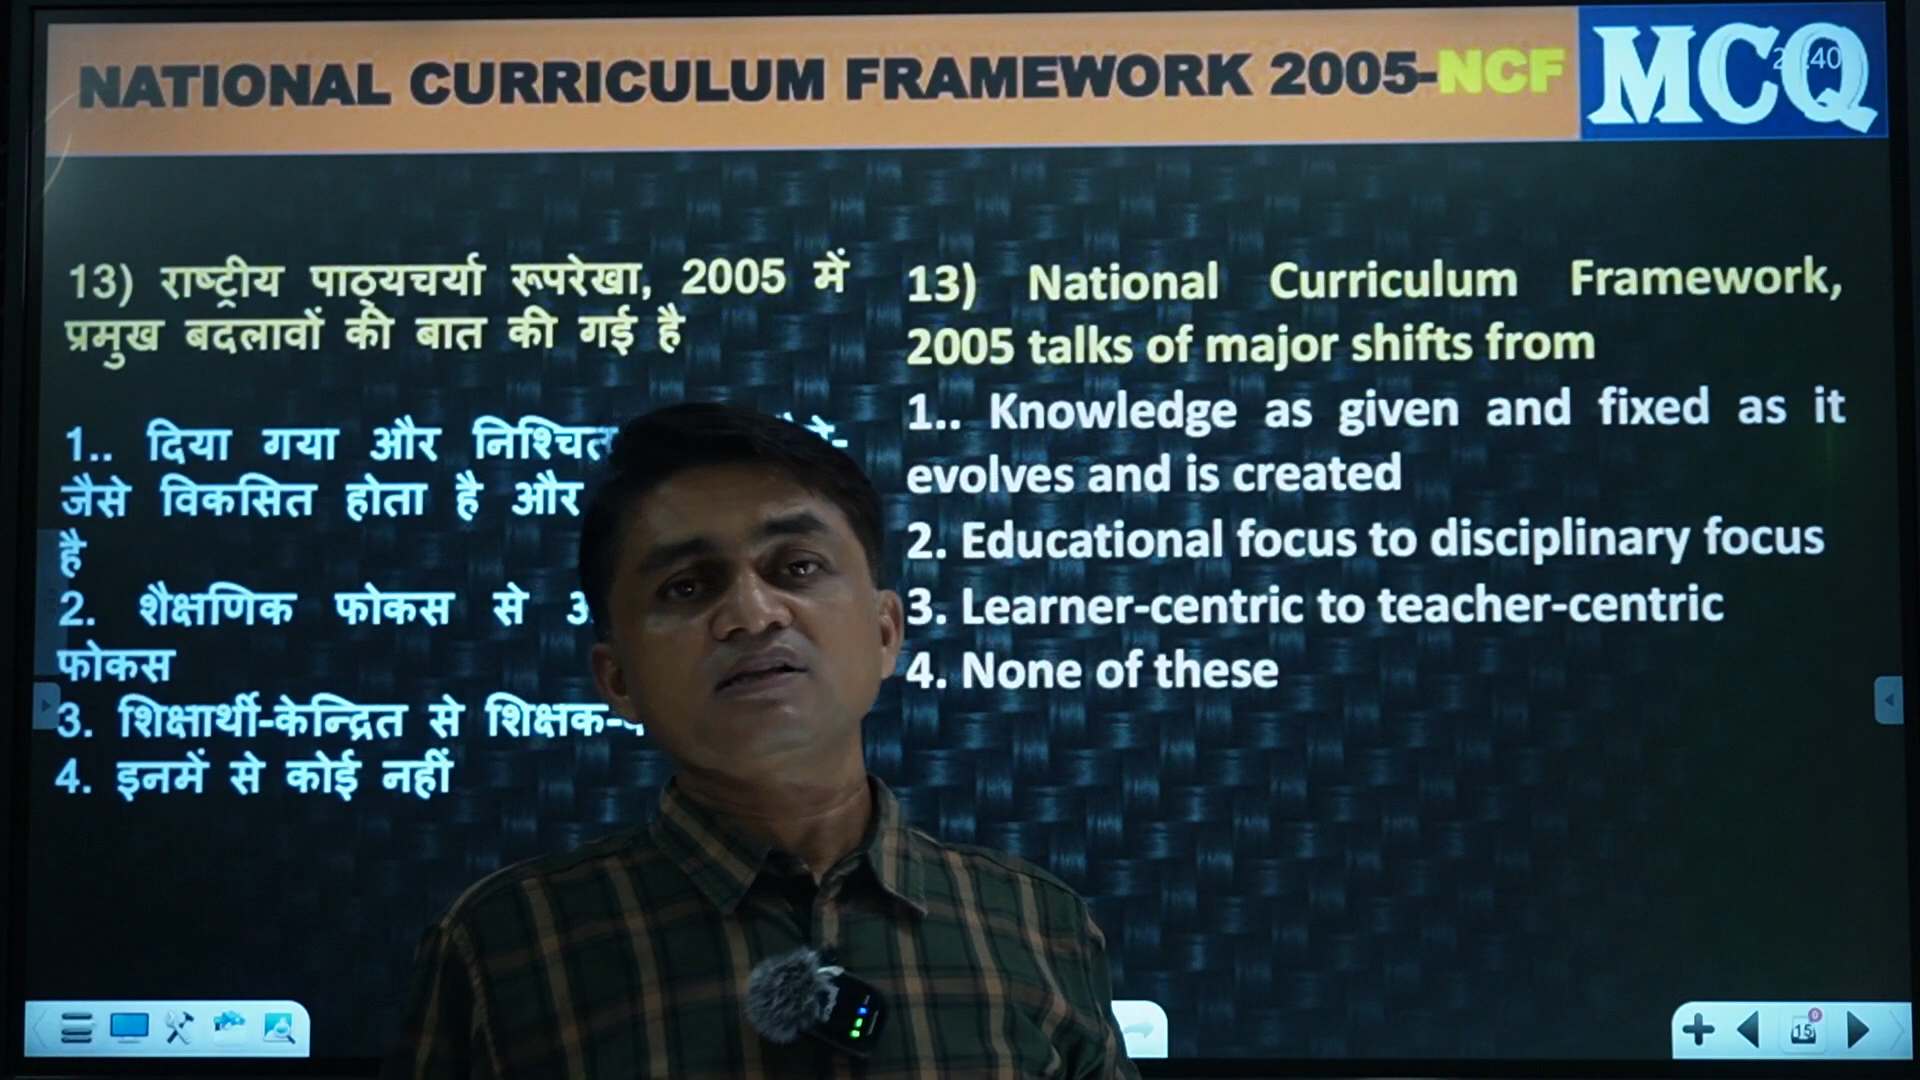 NATIONAL CURRICULUM FRAMEWORK 2005-NCF
MCQ
13) राष्ट्रीय पाठ्यचर्या रूपरेखा, 2005 में
प्रमुख बदलावों की बात की गई है
1.. दिया गया और निश्चित
जैसे विकसित होता है और
है
2. शैक्षणिक फोकस से
फोकस
3. शिक्षार्थी-केन्द्रित से शिक्षक-
4. इनमें से कोई नहीं
13) National Curriculum Framework,
2005 talks of major shifts from
1.. Knowledge as given and fixed as it
evolves and is created
2. Educational focus to disciplinary focus
3. Learner-centric to teacher-centric
4. None of these
15
0